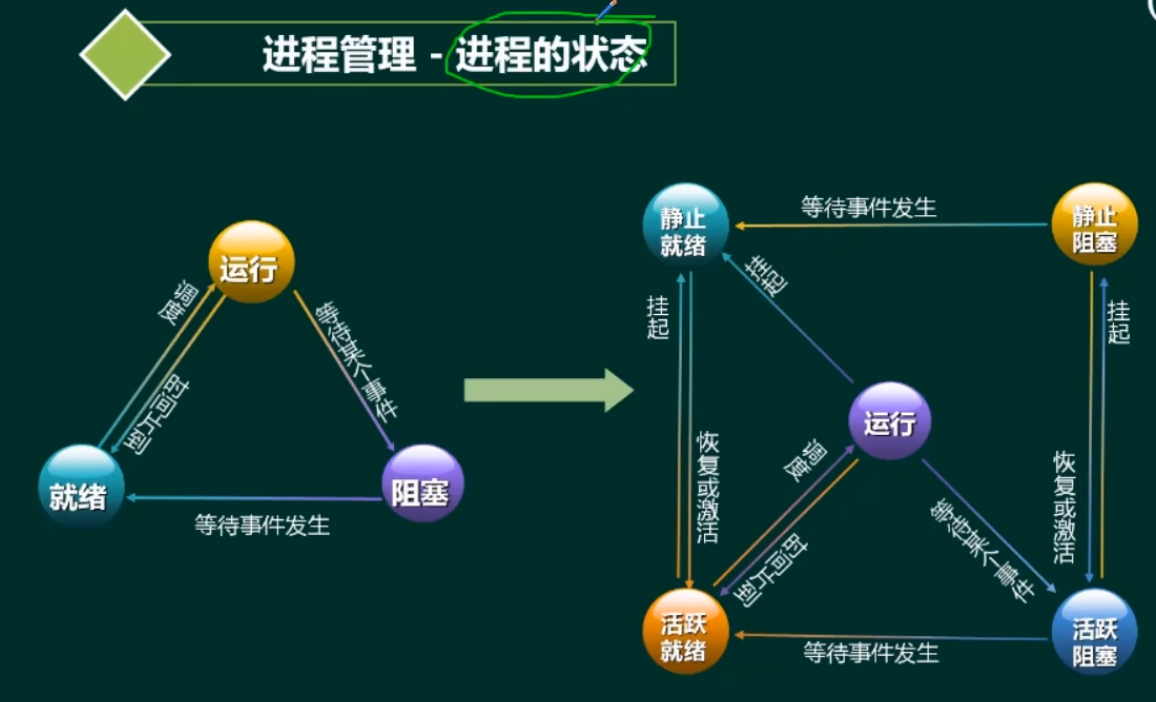 进程管理 - 进程的状态
运行
调度
时间片到
等待某个事件
就绪
阻塞
等待事件发生
静止
就绪
等待事件发生
静止
阻塞
挂起
挂起
挂起
恢复或激活
运行
调度
时间片到
等待某个事件
恢复或激活
活跃
就绪
等待事件发生
活跃
阻塞